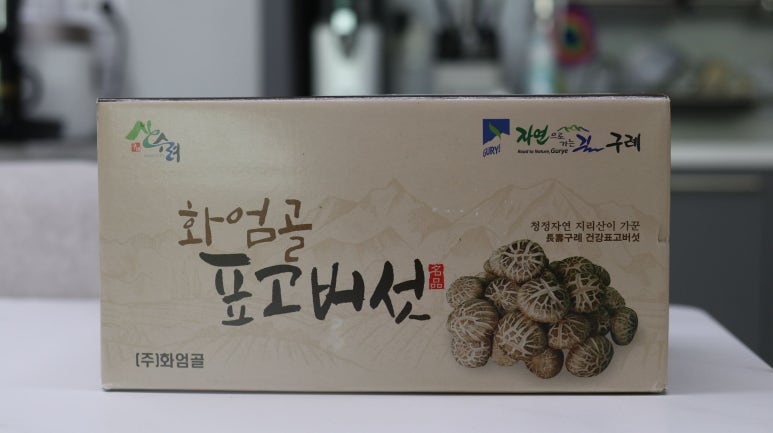 산수려
GURYE
자연으로 가는 길 구례
Road to Nature, Gurye
청정자연 지리산이 가꾼
長壽구례 건강표고버섯
화엄골
표고버섯
名品
(주)화엄골